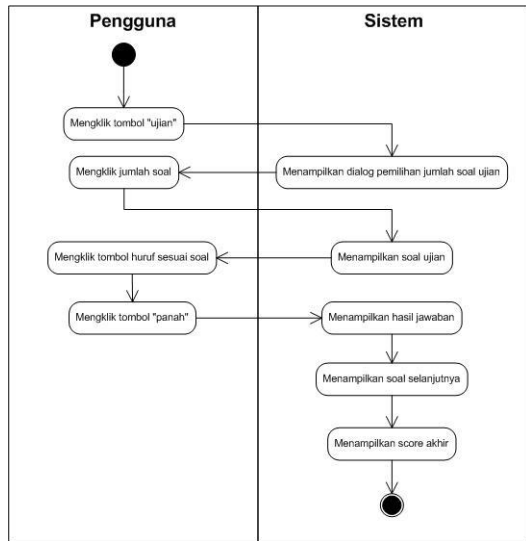 Pengguna
Sistem
Mengklik tombol "ujian"
Menampilkan dialog pemilihan jumlah soal ujian
Mengklik jumlah soal
Menampilkan soal ujian
Mengklik tombol huruf sesuai soal
Mengklik tombol "panah"
Menampilkan hasil jawaban
Menampilkan soal selanjutnya
Menampilkan score akhir